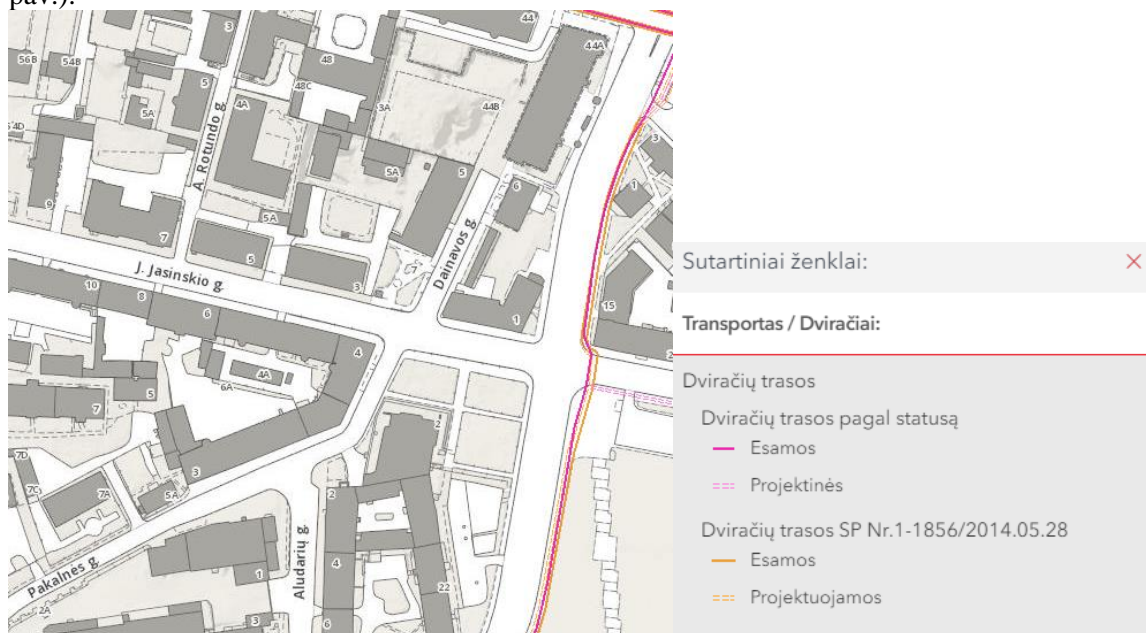 pav.).
44
3
44A
56B
54B
48
5
48C
4A
3A
44B
5A
54D
A. Rotundo g.
3
5A
5
1
6
9
5A
7
5
Dainavos g.
J. Jasinskio g.
3
10
8
6
1
15
2
4
4A
6A
5
7
2
3
7D
7C
7A
5A
2
Aludarių g.
4
Pakalnės g.
1
22
2A
3
6
Sutartiniai ženklai:
Transportas / Dviračiai:
Dviračių trasos
Dviračių trasos pagal statusą
Esamos
Projektinės
Dviračių trasos SP Nr.1-1856/2014.05.28
Esamos
Projektuojamos